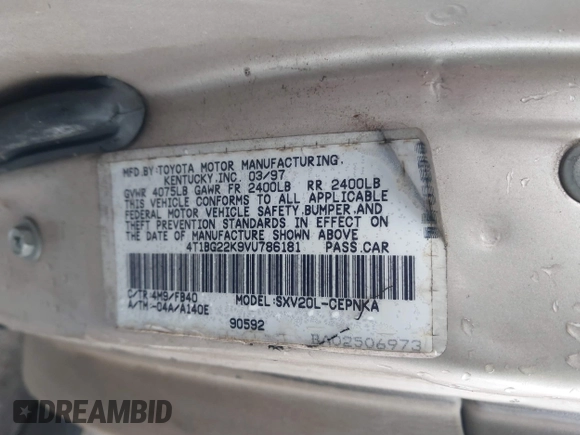 MFD.BY:TOYOTA MOTOR MANUFACTURING.
KENTUCKY.INC. 03/97
GVWR 4075LB GAWR FR 2400LB RR 2400LB
THIS VEHICLE CONFORMS TO ALL APPLICABLE
FEDERAL MOTOR VEHICLE SAFETY,BUMPER,AND
THEFT PREVENTION STANDARDS IN EFFECT ON
THE DATE OF MANUFACTURE SHOWN ABOVE
4T1BG22K9VU786181 PASS.CAR
C/TR:4M9/FB40 MODEL:SXV20L-CEPNKA
A/TM:-04A/A140E
90592
BA02506973
DREAMBID